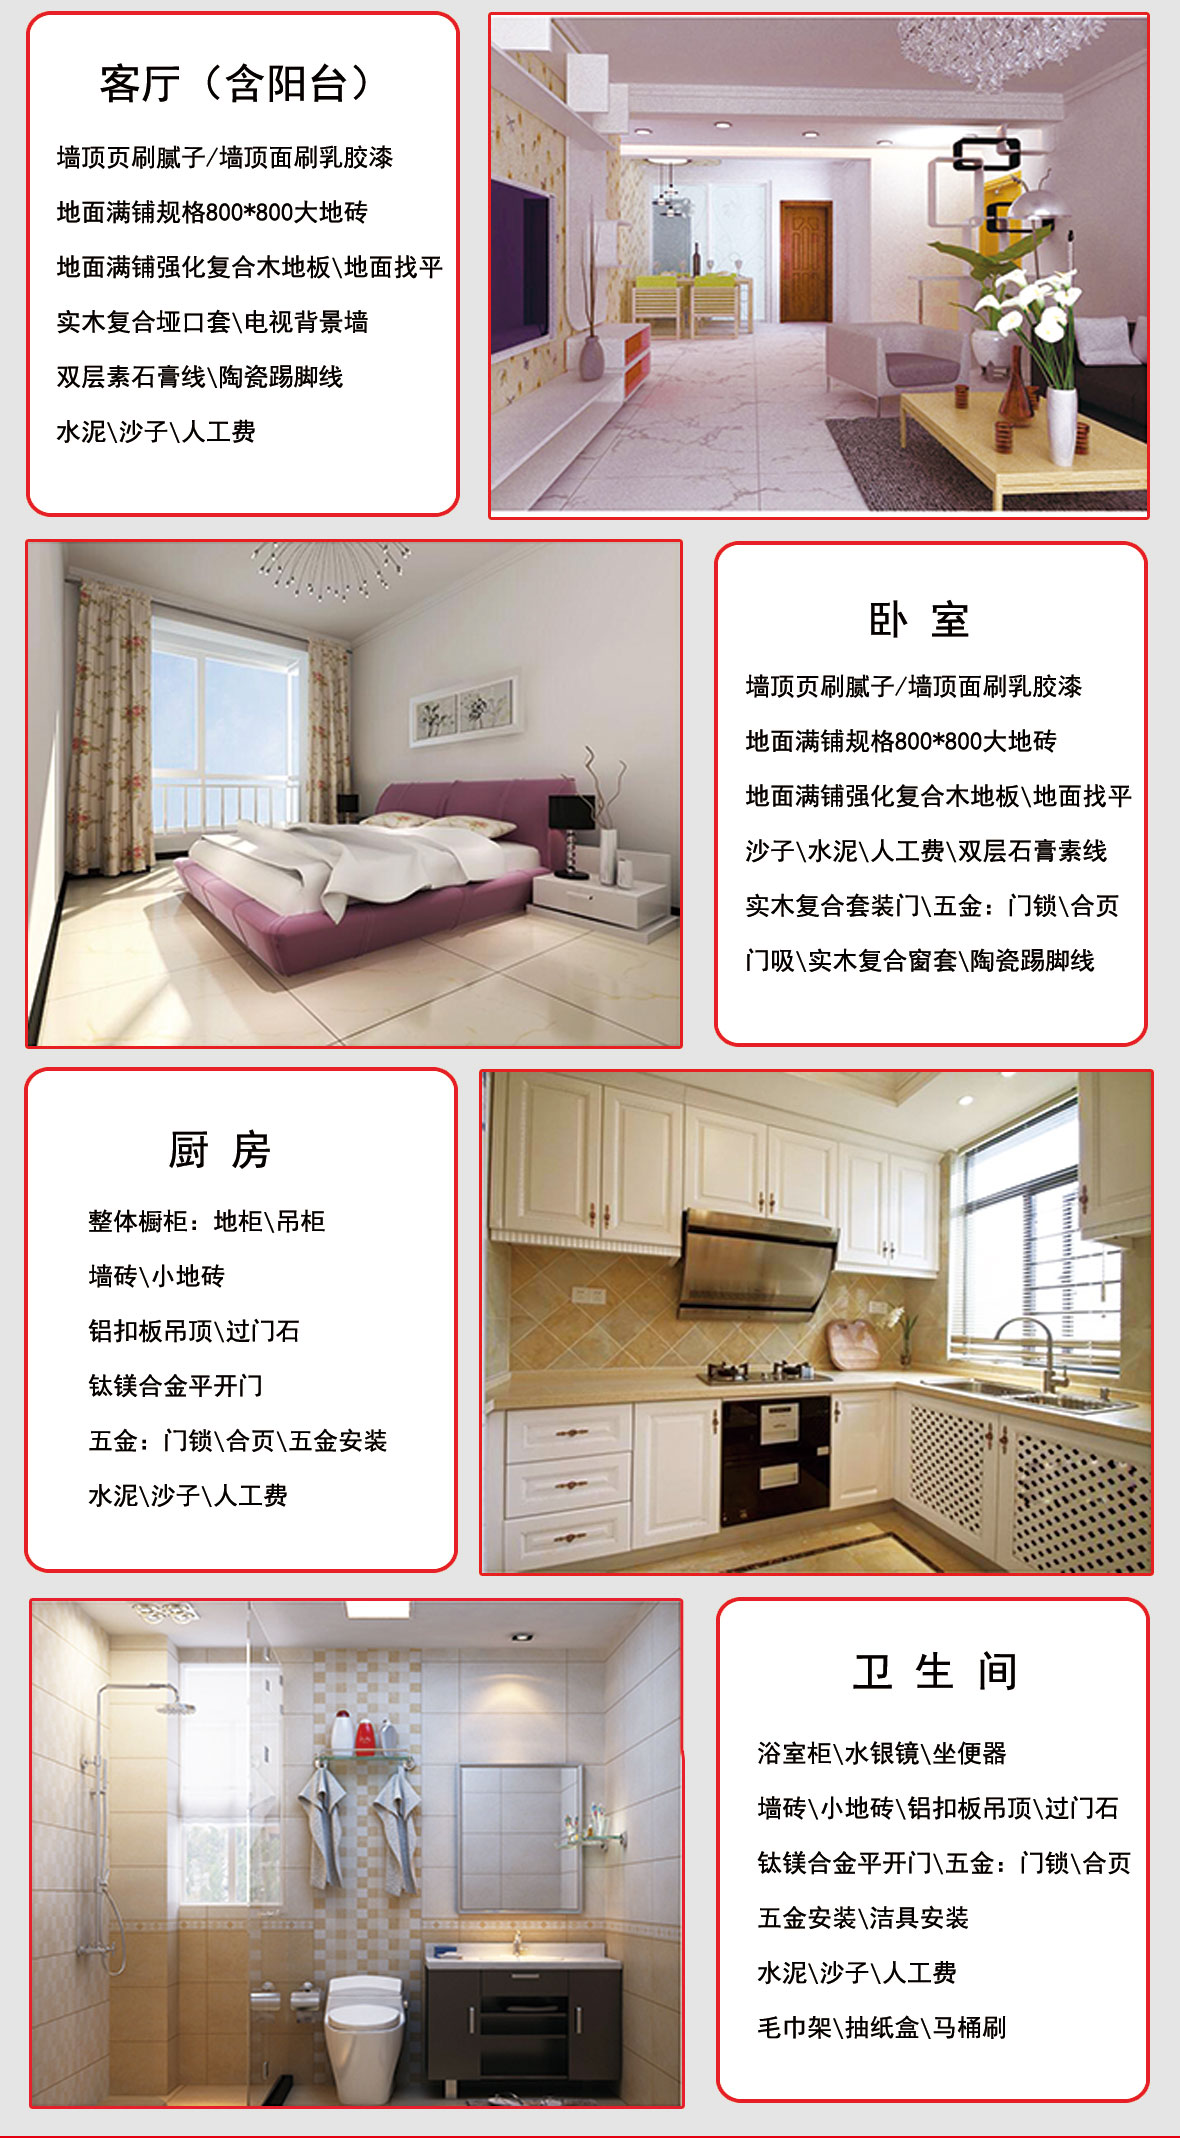 客厅（含阳台）
墙顶页刷腻子/墙顶面刷乳胶漆
地面满铺规格800*800大地砖
地面满铺强化复合木地板\地面找平
实木复合垭口套\电视背景墙
双层素石膏线\陶瓷踢脚线
水泥\沙子\人工费
卧 室
墙顶页刷腻子/墙顶面刷乳胶漆
地面满铺规格800*800大地砖
地面满铺强化复合木地板\地面找平
沙子\水泥\人工费\双层石膏素线
实木复合套装门\五金：门锁\合页
门吸\实木复合窗套\陶瓷踢脚线
厨 房
整体橱柜：地柜\吊柜
墙砖\小地砖
铝扣板吊顶\过门石
钛镁合金平开门
五金：门锁\合页\五金安装
水泥\沙子\人工费
卫 生 间
浴室柜\水银镜\坐便器
墙砖\小地砖\铝扣板吊顶\过门石
钛镁合金平开门\五金：门锁\合页
五金安装\洁具安装
水泥\沙子\人工费
毛巾架\抽纸盒\马桶刷